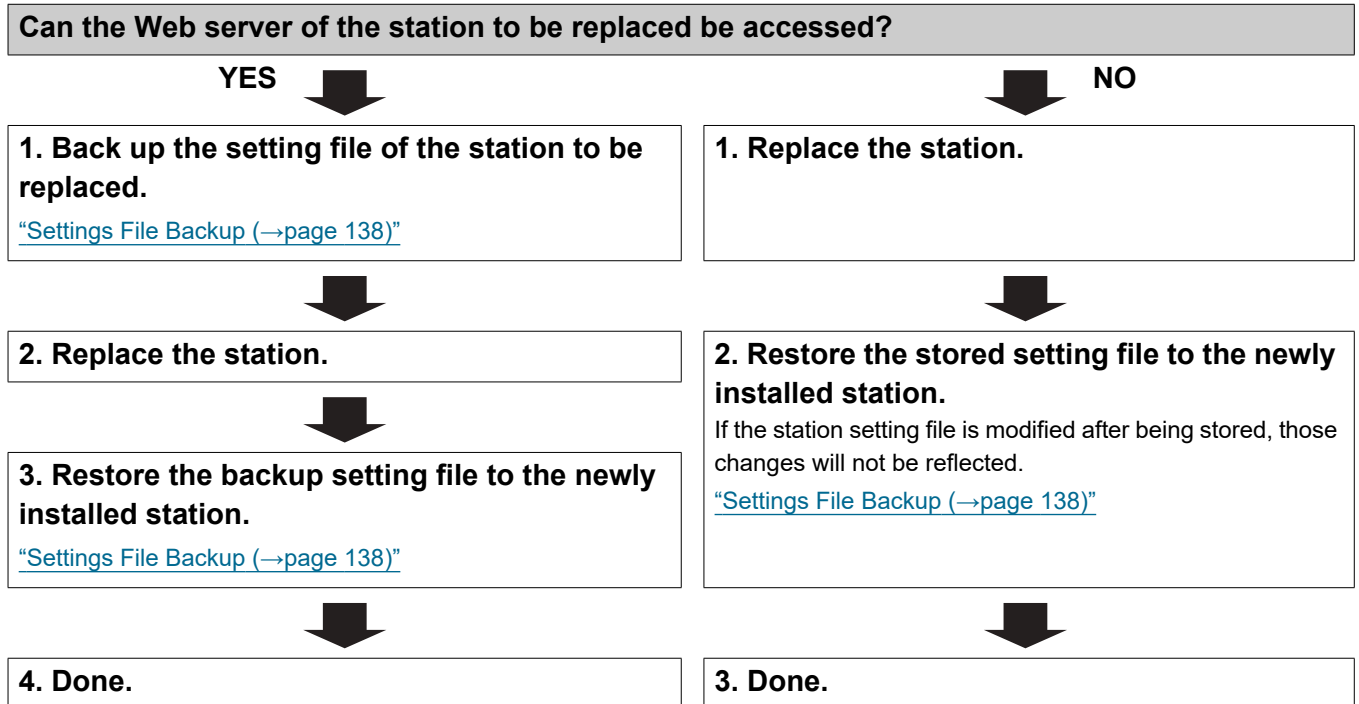 Can the Web server of the station to be replaced be accessed?
YES
NO
1. Back up the setting file of the station to be
replaced.
“Settings File Backup (→page 138)”
2. Replace the station.
3. Restore the backup setting file to the newly
installed station.
“Settings File Backup (→page 138)”
4. Done.
1. Replace the station.
2. Restore the stored setting file to the newly
installed station.
If the station setting file is modified after being stored, those
changes will not be reflected.
“Settings File Backup (→page 138)”
3. Done.